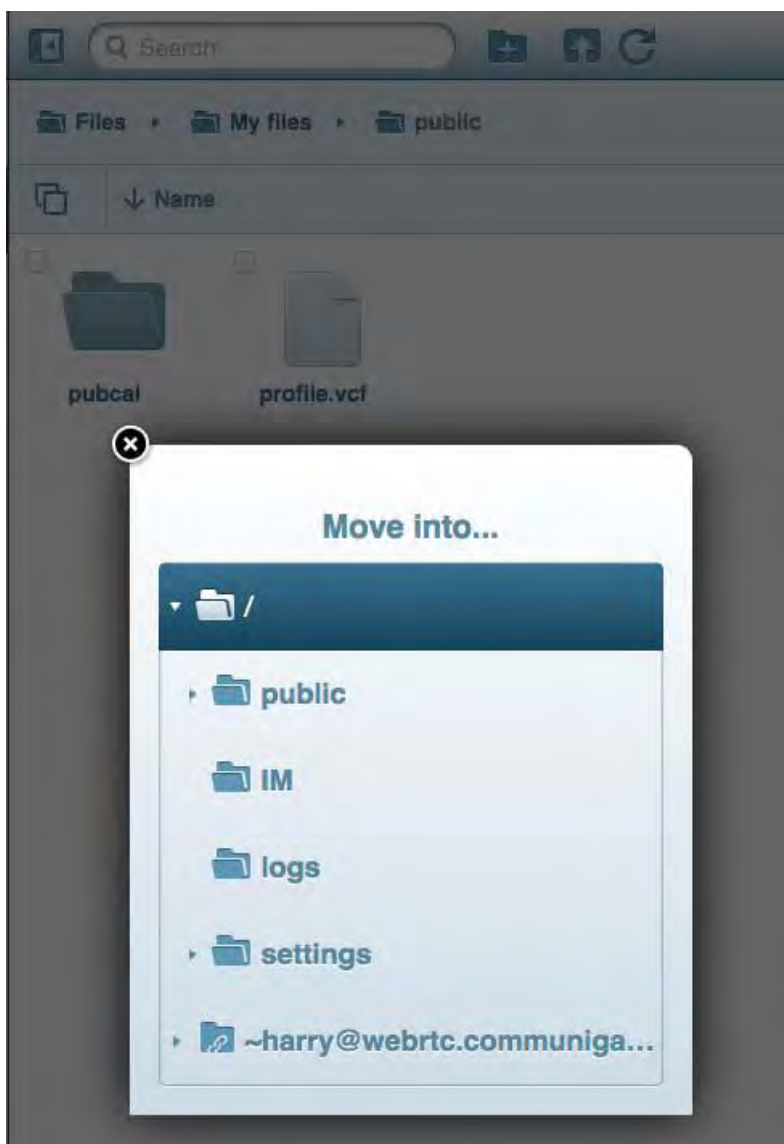 Search
Files My files public
Name
pubcal profile.vcf
Move into...
/
public
IM
logs
settings
~harry@webrtc.communiga...